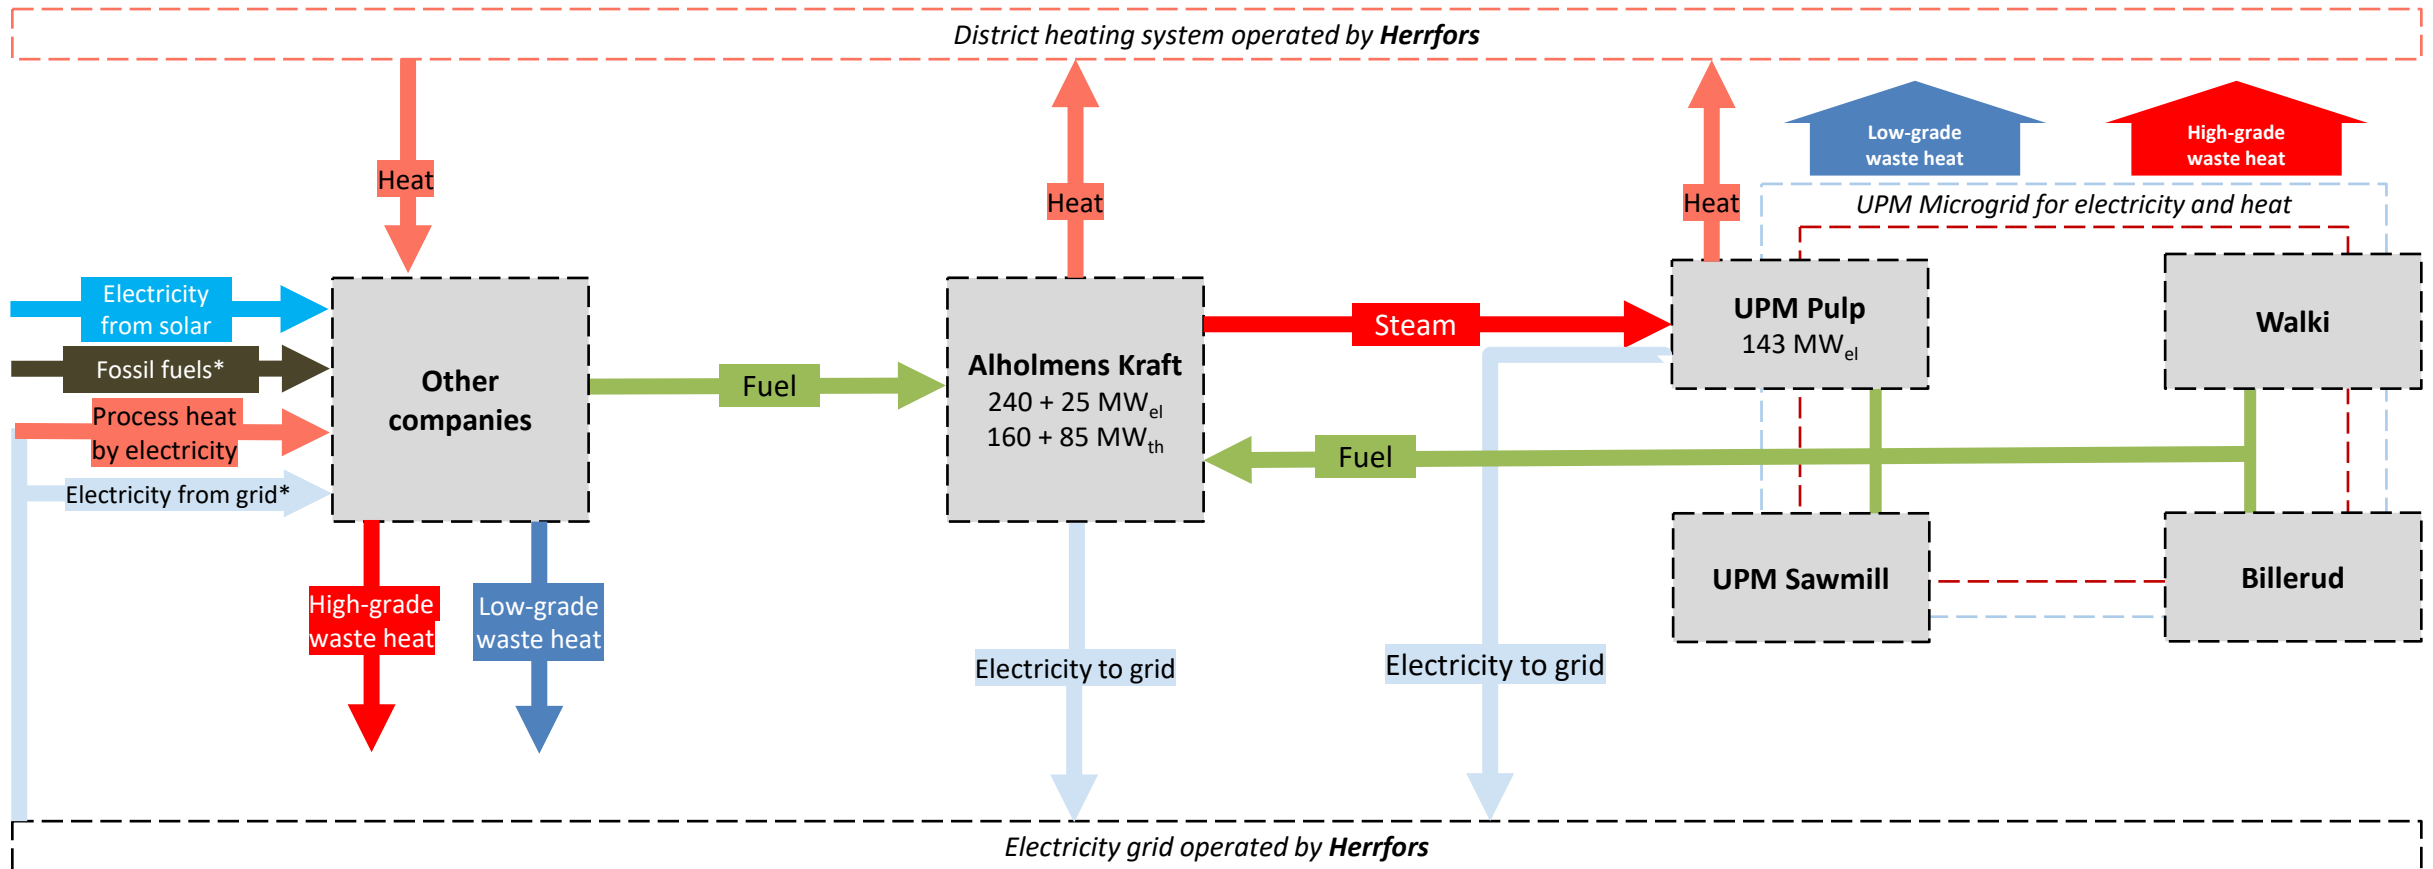 District heating system operated by Herrfors
Low-grade
waste heat
High-grade
waste heat
Heat
Heat
Heat
UPM Microgrid for electricity and heat
Electricity
from solar
Fossil fuels*
Process heat
by electricity
Electricity from grid*
Other
companies
Fuel
Alholmens Kraft
240 + 25 MWel
160 + 85 MWth
Steam
Fuel
UPM Pulp
143 MWel
Walki
UPM Sawmill
Billerud
High-grade
waste heat
Low-grade
waste heat
Electricity to grid
Electricity to grid
Electricity grid operated by Herrfors